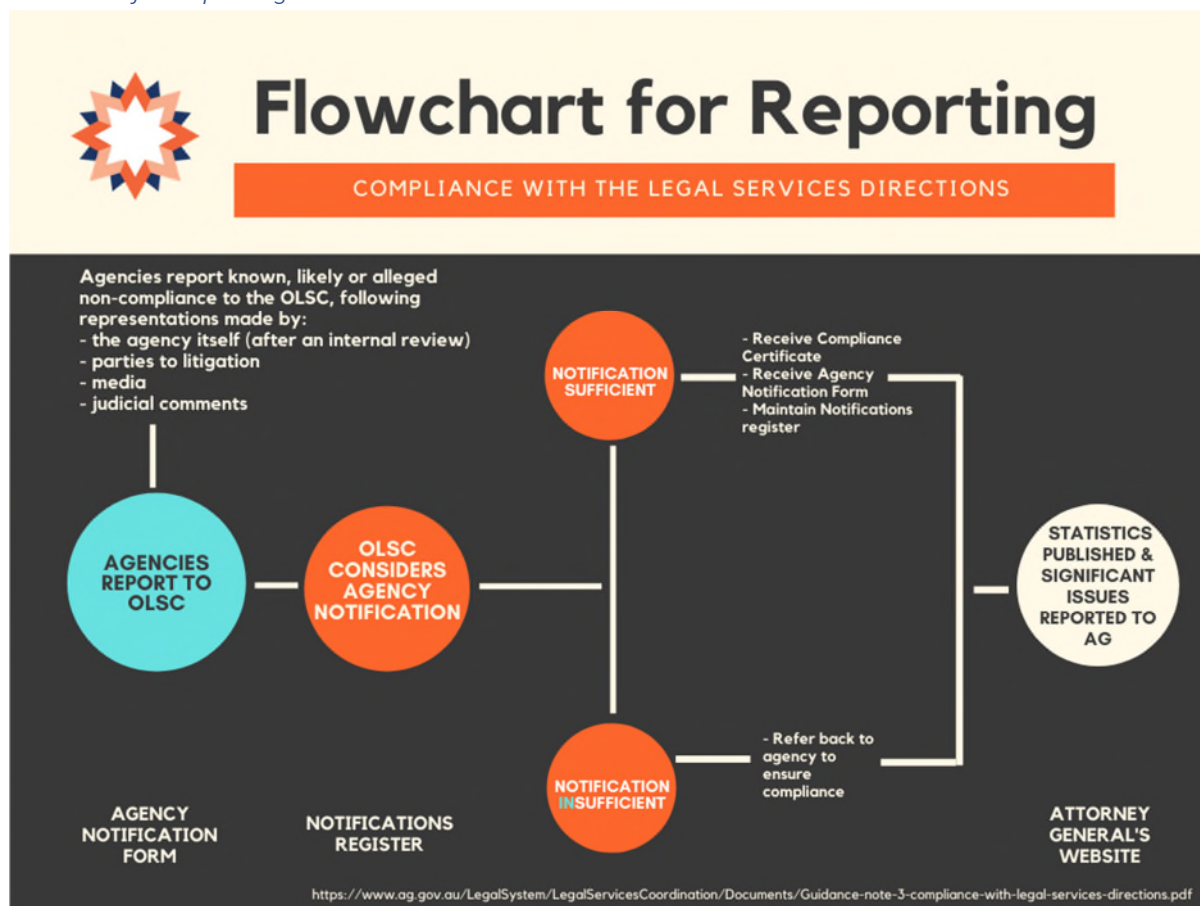 Flowchart for Reporting
COMPLIANCE WITH THE LEGAL SERVICES DIRECTIONS
Agencies report known, likely or alleged
non-compliance to the OLSC, following
representations made by:
- the agency itself (after an internal review)
- parties to litigation
- media
- judicial comments
AGENCIES
REPORT TO
OLSC
OLSC
CONSIDERS
AGENCY
NOTIFICATION
NOTIFICATION
SUFFICIENT
- Receive Compliance
Certificate
- Receive Agency
Notification Form
- Maintain Notifications
register
NOTIFICATION
INSUFFICIENT
- Refer back to
agency to
ensure
compliance
STATISTICS
PUBLISHED &
SIGNIFICANT
ISSUES
REPORTED TO
AG
AGENCY
NOTIFICATION
FORM
NOTIFICATIONS
REGISTER
ATTORNEY
GENERAL'S
WEBSITE
https://www.ag.gov.au/LegalSystem/LegalServicesCoordination/Documents/Guidance-note-3-compliance-with-legal-services-directions.pdf